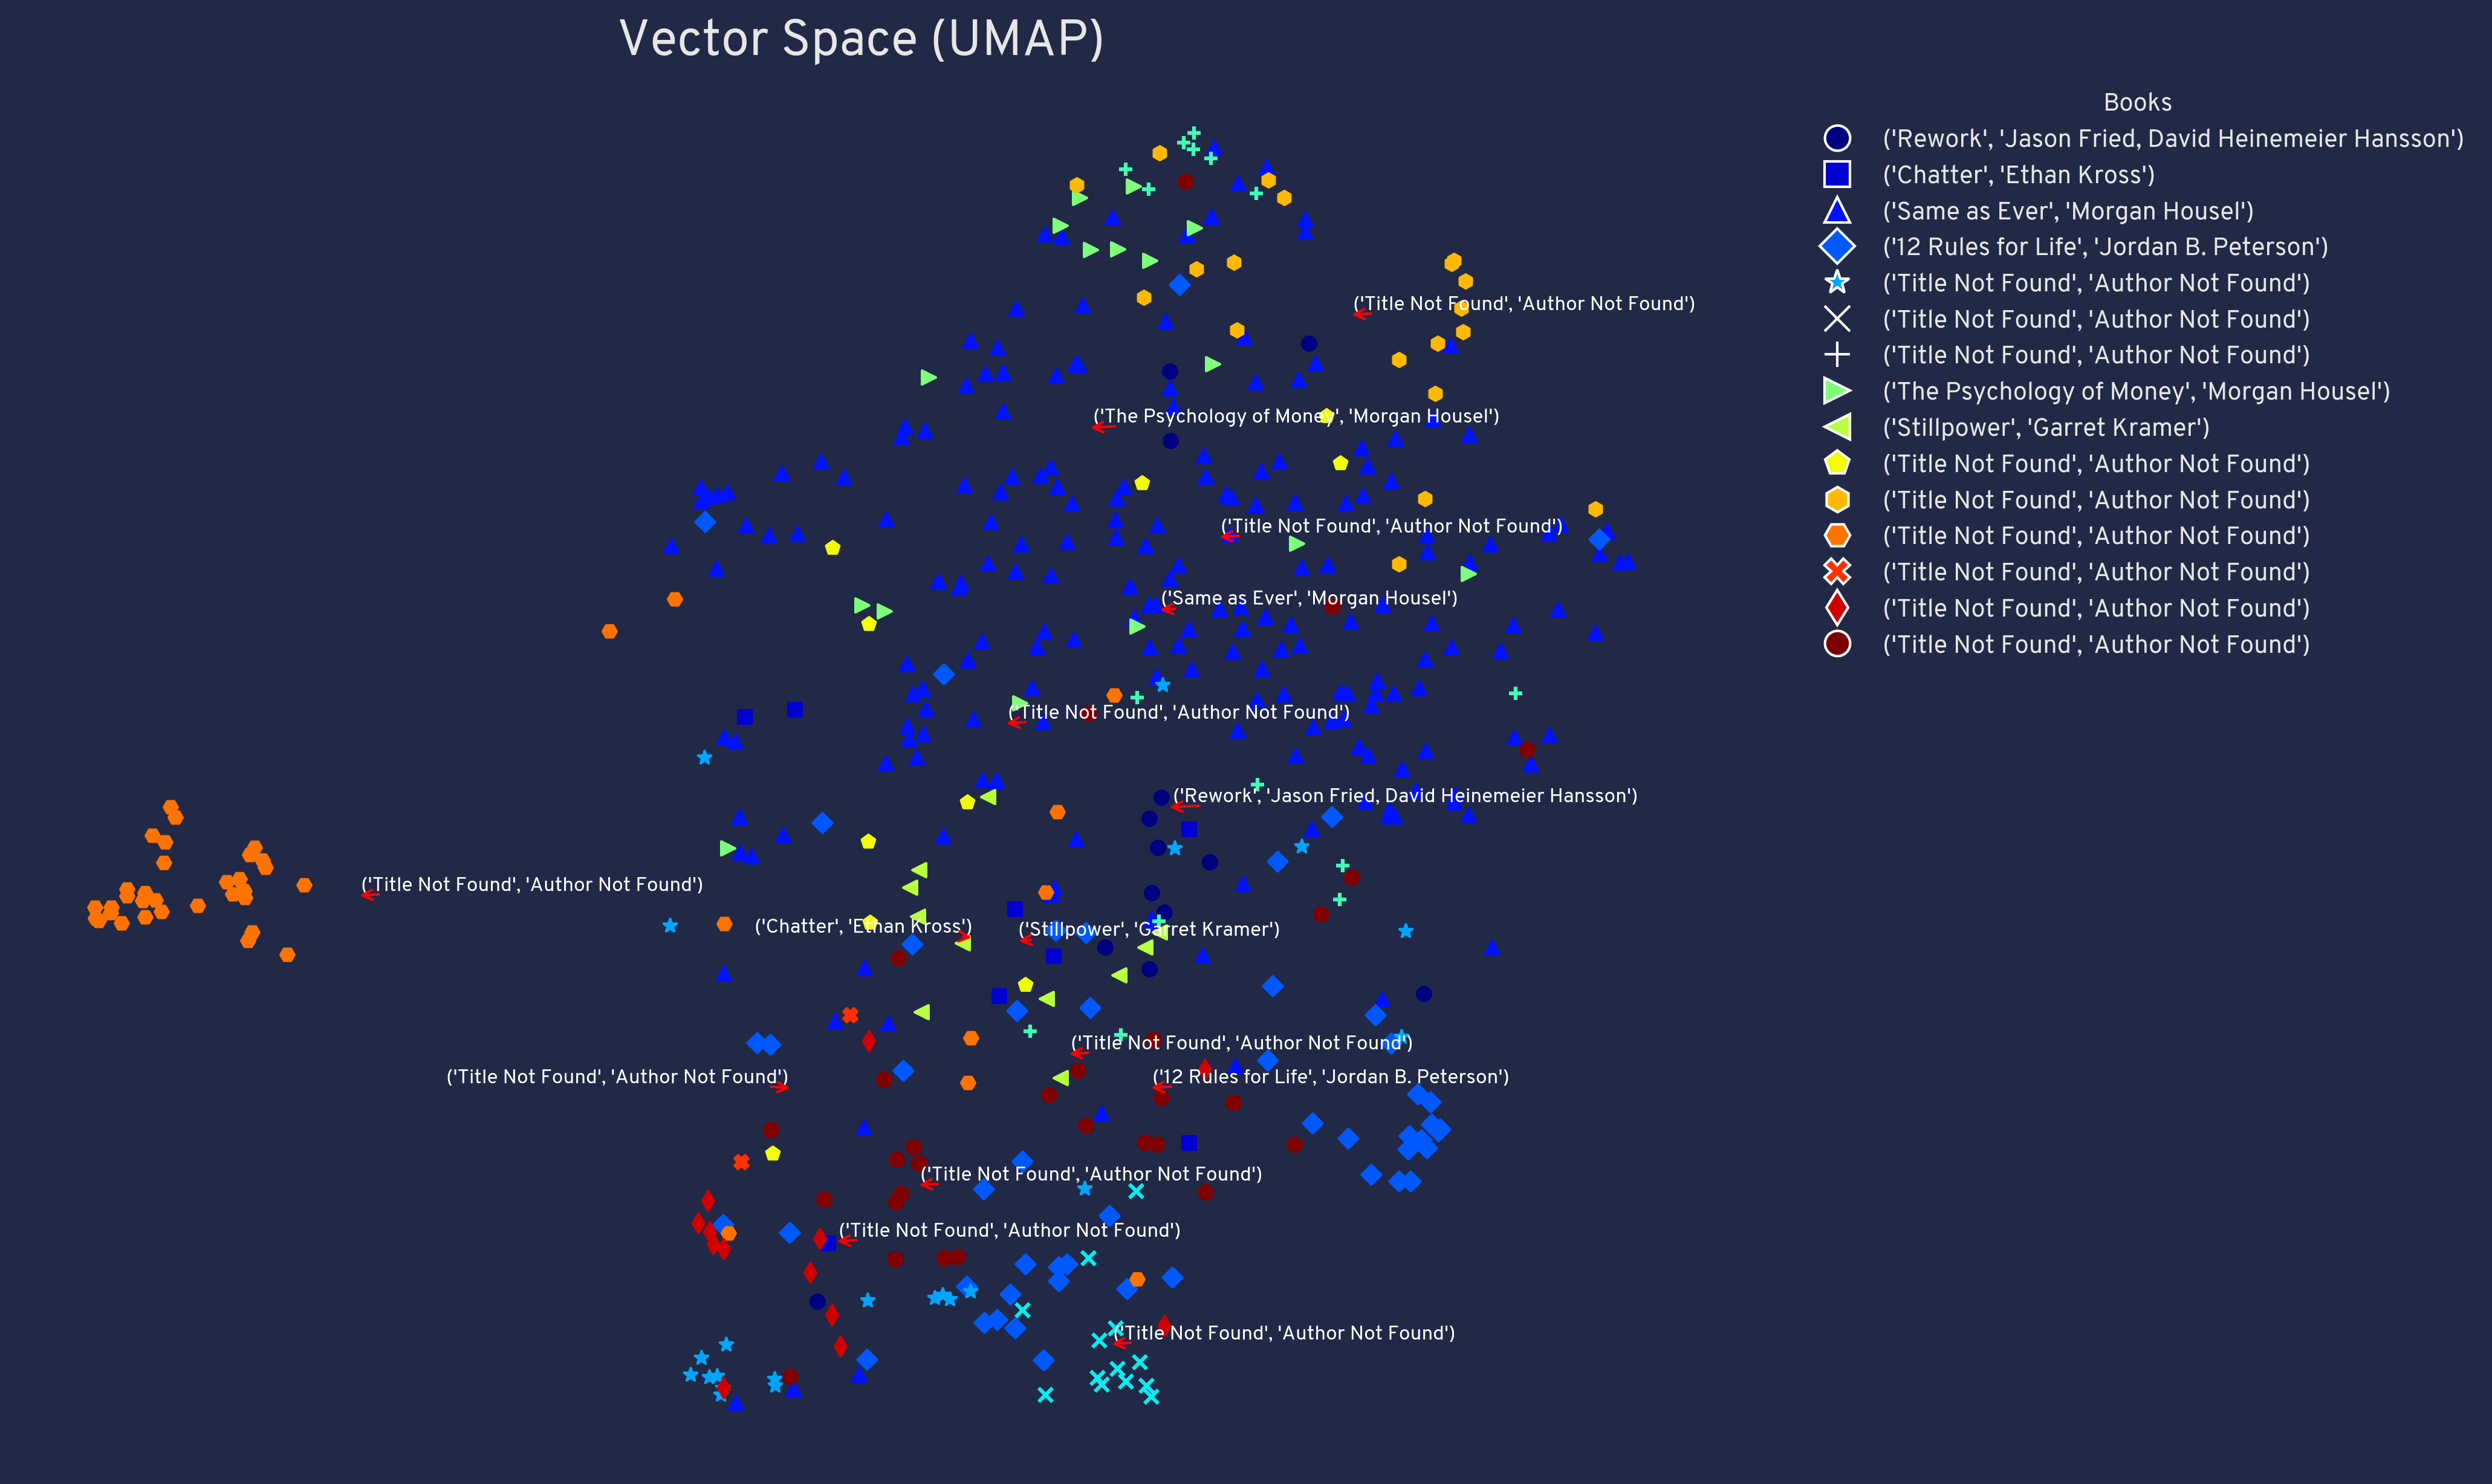 Vector Space (UMAP)
Books
('Rework', 'Jason Fried, David Heinemeier Hansson')
('Chatter', 'Ethan Kross')
('Same as Ever', 'Morgan Housel')
('12 Rules for Life', 'Jordan B. Peterson')
('Title Not Found', 'Author Not Found')
('Title Not Found', 'Author Not Found')
('Title Not Found', 'Author Not Found')
('The Psychology of Money', 'Morgan Housel')
('Stillpower', 'Garret Kramer')
('Title Not Found', 'Author Not Found')
('Title Not Found', 'Author Not Found')
('Title Not Found', 'Author Not Found')
('Title Not Found', 'Author Not Found')
('Title Not Found', 'Author Not Found')
('Title Not Found', 'Author Not Found')
('Title Not Found', 'Author Not Found')
('The Psychology of Money', 'Morgan Housel')
('Title Not Found', 'Author Not Found')
('Same as Ever', 'Morgan Housel')
('Title Not Found', 'Author Not Found')
('Rework', 'Jason Fried, David Heinemeier Hansson')
('Title Not Found', 'Author Not Found')
('Chatter', 'Ethan Kross')
('Stillpower', 'Garret Kramer')
('Title Not Found', 'Author Not Found')
('Title Not Found', 'Author Not Found')
('12 Rules for Life', 'Jordan B. Peterson')
('Title Not Found', 'Author Not Found')
('Title Not Found', 'Author Not Found')
('Title Not Found', 'Author Not Found')